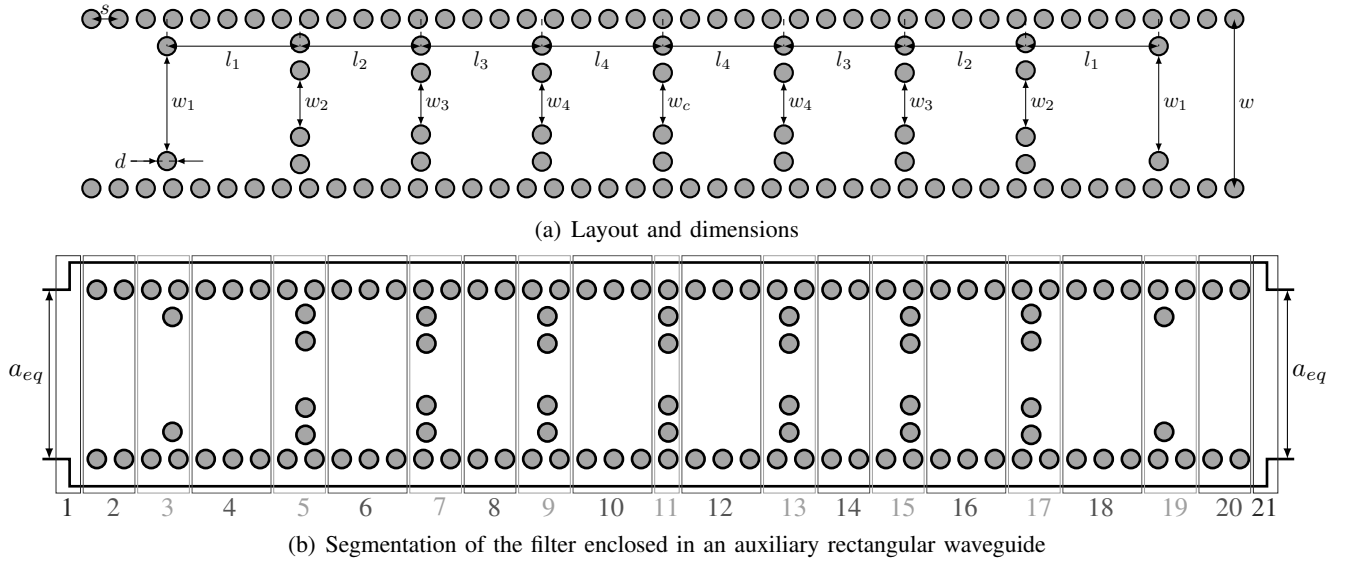 s
l1 l2 l3 l4 l4 l3 l2 l1
w1 w2 w3 w4 wc w4 w3 w2 w1 w
d
(a) Layout and dimensions
aeq aeq
1 2 3 4 5 6 7 8 9 10 11 12 13 14 15 16 17 18 19 20 21
(b) Segmentation of the filter enclosed in an auxiliary rectangular waveguide